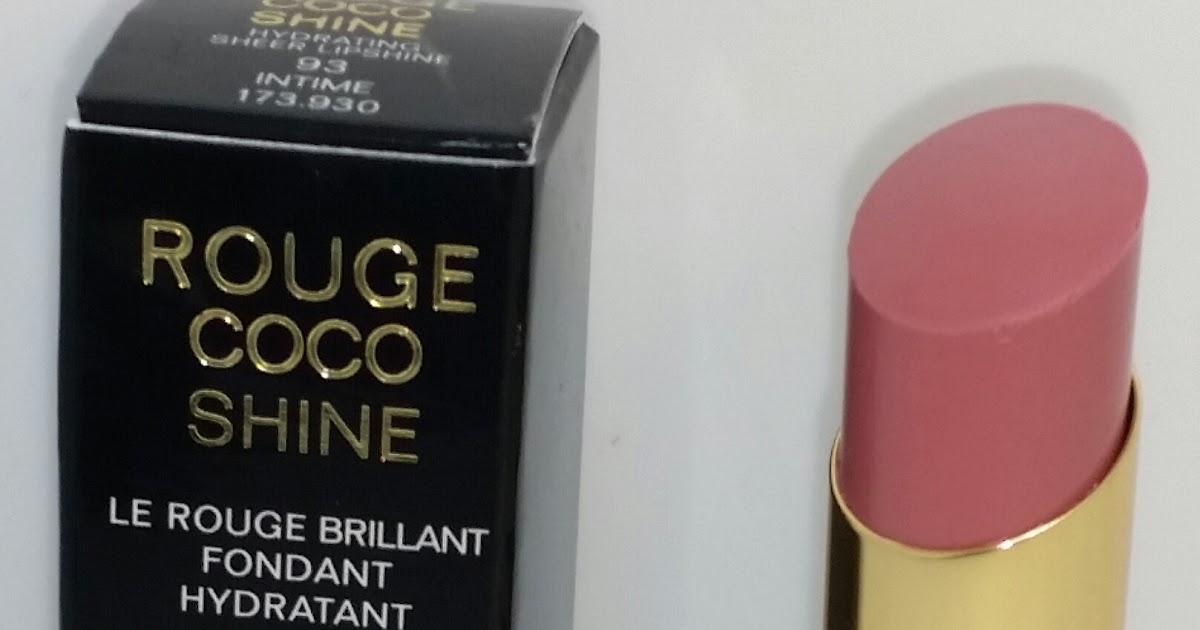 COCO
SHINE
HYDRATING
SHEER LIPSHINE
93
INTIME
173.930
ROUGE
COCO
SHINE
LE ROUGE BRILLANT
FONDANT
HYDRATANT